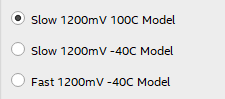 Slow 1200mV 100C Model
Slow 1200mV -40C Model
Fast 1200mV -40C Model